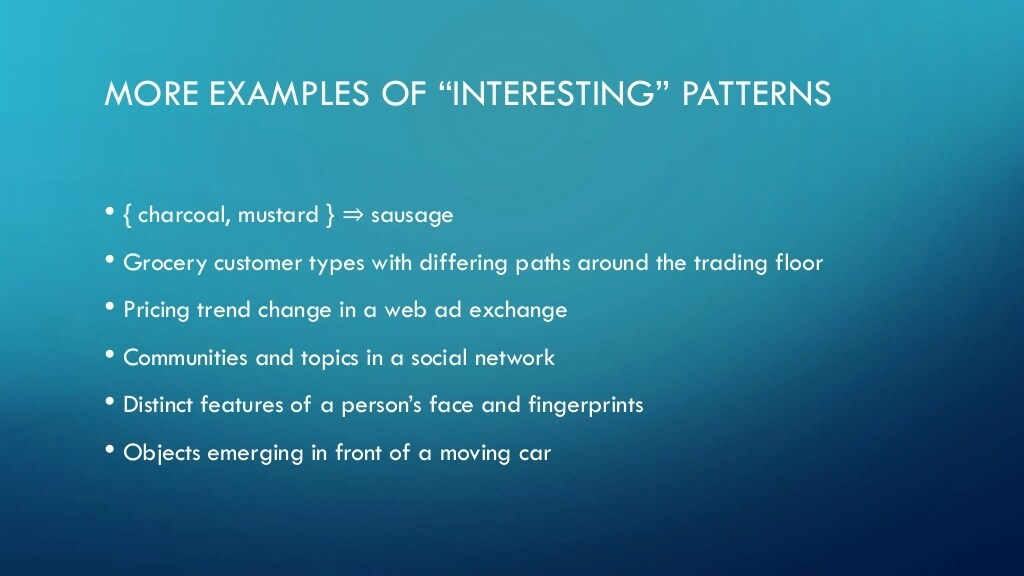 MORE EXAMPLES OF “INTERESTING” PATTERNS
• { charcoal, mustard } ⇒ sausage
• Grocery customer types with differing paths around the trading floor
• Pricing trend change in a web ad exchange
• Communities and topics in a social network
• Distinct features of a person’s face and fingerprints
• Objects emerging in front of a moving car